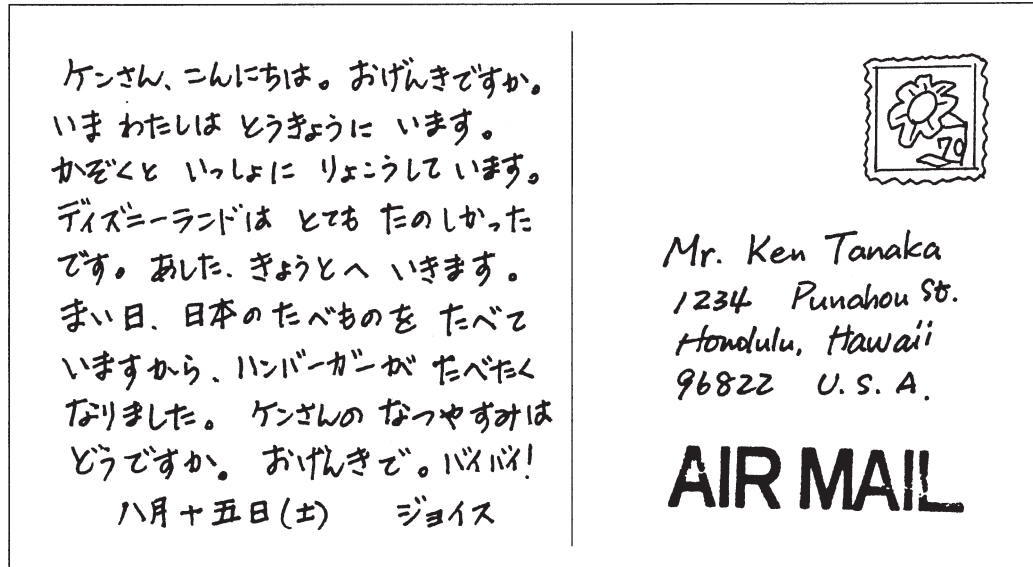 ケンさん、こんにちは。おげんきですか。
いま わたしは とうきょうに います。
かぞくと いっしょに りょこうして います。
ディズニーランドは とても たのしかった
です。あした、きょうとへ いきます。
まい日、日本のたべものを たべて
いますから、ハンバーガーが たべたく
なりました。ケンさんの なつやすみは
どうですか。おげんきで。バイバイ!
八月十五日(土) ジョイス
70
Mr. Ken Tanaka
1234 Punahou St.
Honolulu, Hawaii
96822 U.S.A.
AIR MAIL